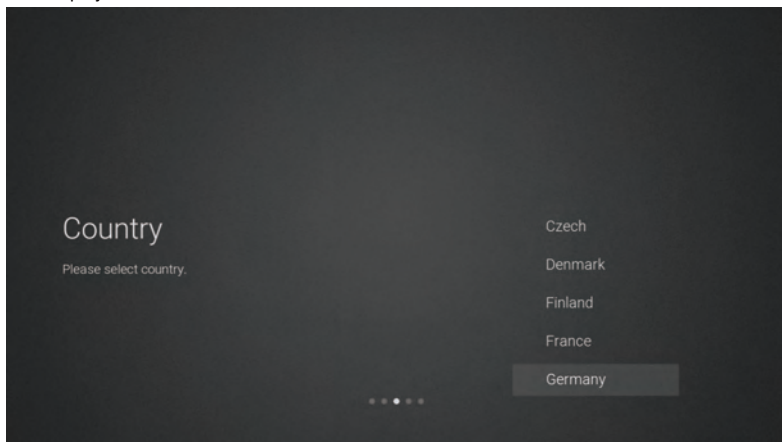 Country
Please select country.
Czech
Denmark
Finland
France
Germany